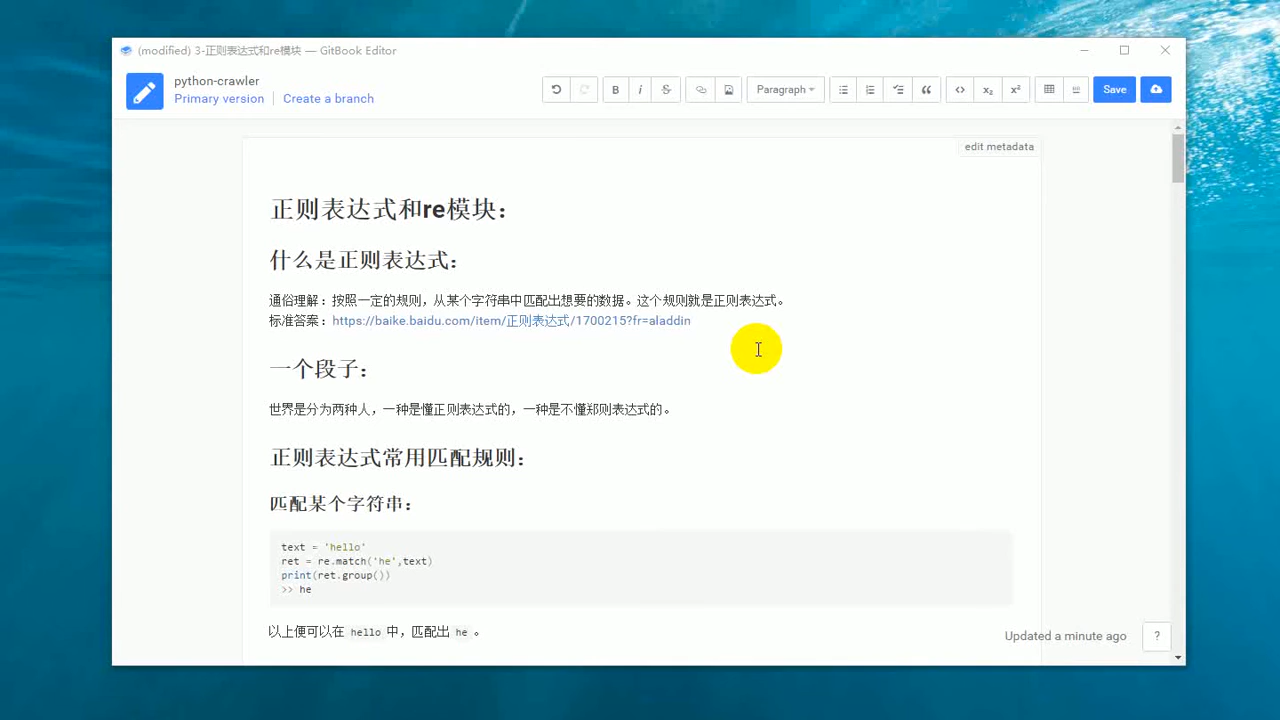 (modified) 3-正则表达式和re模块 — GitBook Editor
python-crawler
Primary version
Create a branch
B i S
Paragraph
x₂ x²
Save
edit metadata
正则表达式和re模块：
什么是正则表达式：
通俗理解：按照一定的规则，从某个字符串中匹配出想要的数据。这个规则就是正则表达式。
标准答案：https://baike.baidu.com/item/正则表达式/1700215?fr=aladdin
一个段子：
世界是分为两种人，一种是懂正则表达式的，一种是不懂郑则表达式的。
正则表达式常用匹配规则：
匹配某个字符串：
text = 'hello'
ret = re.match('he',text)
print(ret.group())
>> he
以上便可以在 hello 中，匹配出 he 。
Updated a minute ago
?